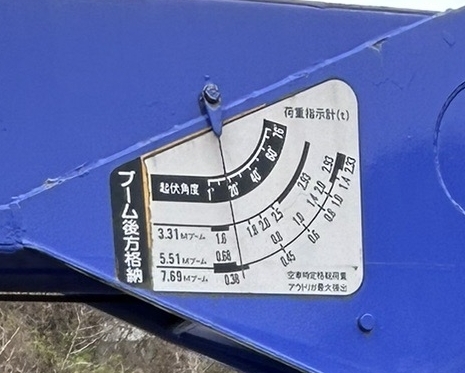 荷重指示計(t)
ブーム後方格納
起伏角度 1° 20° 40° 60° 76°
3.31Mブーム 1.6 1.8 2.0 2.5 2.93
5.51Mブーム 0.68 0.8 1.0 1.4 2.0 2.93
7.69Mブーム 0.38 0.45 0.6 0.8 1.0 1.4 2.33
空車時定格総荷重
アウトリガ最大張出